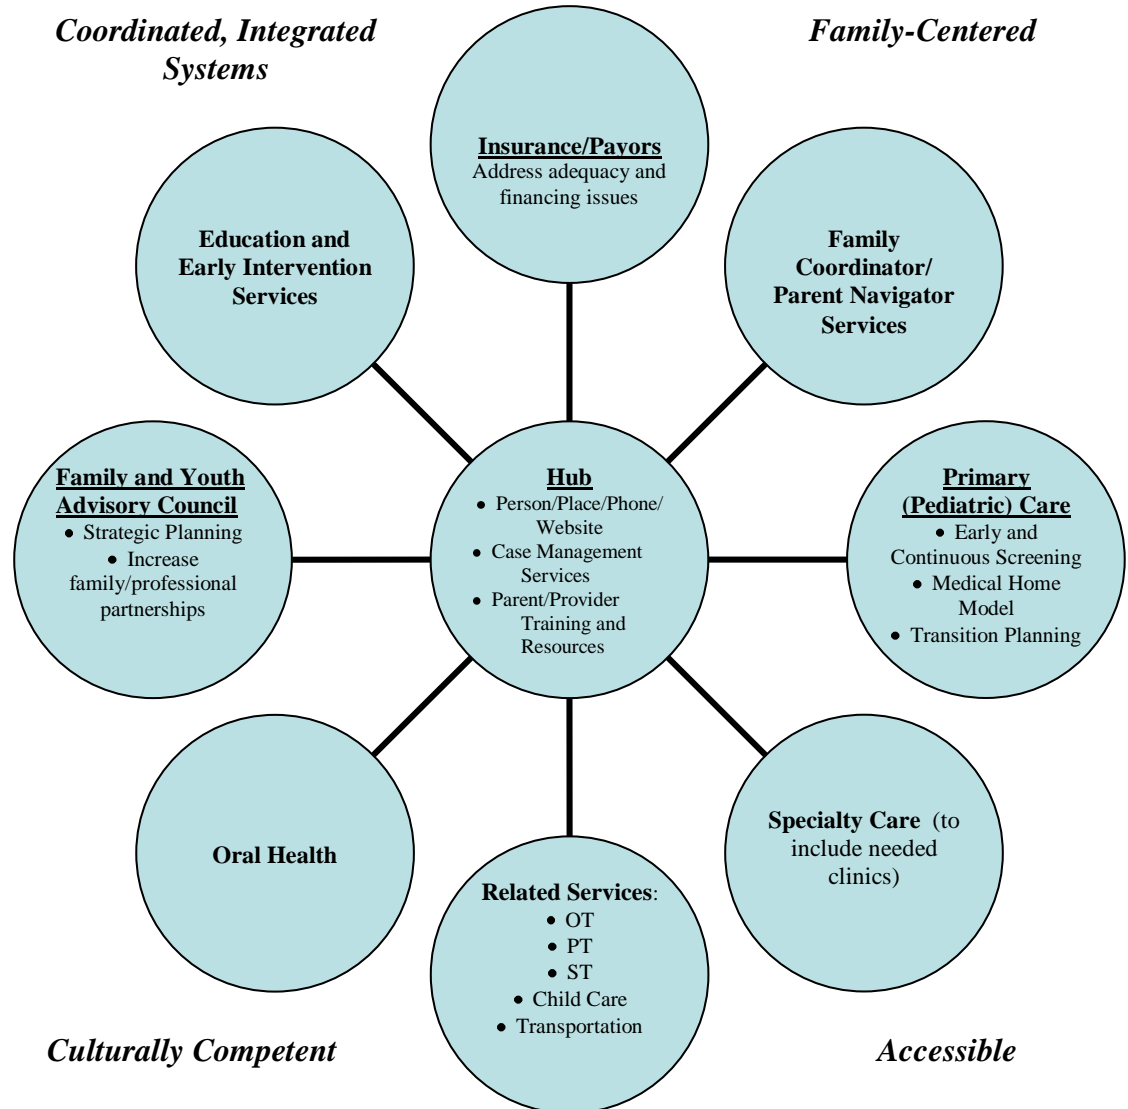 Coordinated, Integrated
Systems
Family-Centered
Insurance/Payors
Address adequacy and
financing issues
Education and
Early Intervention
Services
Family
Coordinator/
Parent Navigator
Services
Family and Youth
Advisory Council
• Strategic Planning
• Increase
family/professional
partnerships
Hub
• Person/Place/Phone/
Website
• Case Management
Services
• Parent/Provider
Training and
Resources
Primary
(Pediatric) Care
• Early and
Continuous Screening
• Medical Home
Model
• Transition Planning
Oral Health
Specialty Care (to
include needed
clinics)
Related Services:
• OT
• PT
• ST
• Child Care
• Transportation
Culturally Competent
Accessible